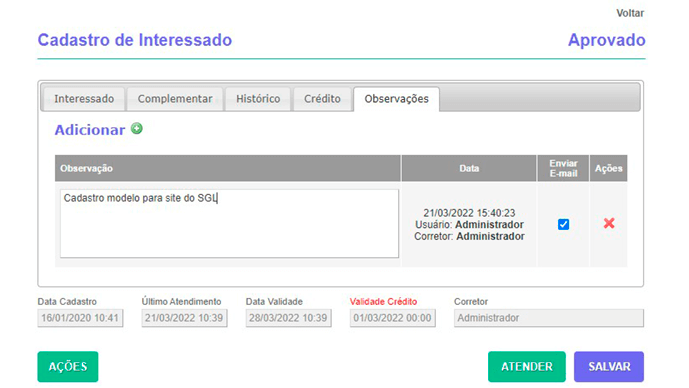 Voltar
Cadastro de Interessado
Aprovado
Interessado
Complementar
Histórico
Crédito
Observações
Adicionar
Observação
Data
Enviar
E-mail
Ações
Cadastro modelo para site do SGL
21/03/2022 15:40:23
Usuário: Administrador
Corretor: Administrador
Data Cadastro
Último Atendimento
Data Validade
Validade Crédito
Corretor
16/01/2020 10:41
21/03/2022 10:39
28/03/2022 10:39
01/03/2022 00:00
Administrador
AÇÕES
ATENDER
SALVAR